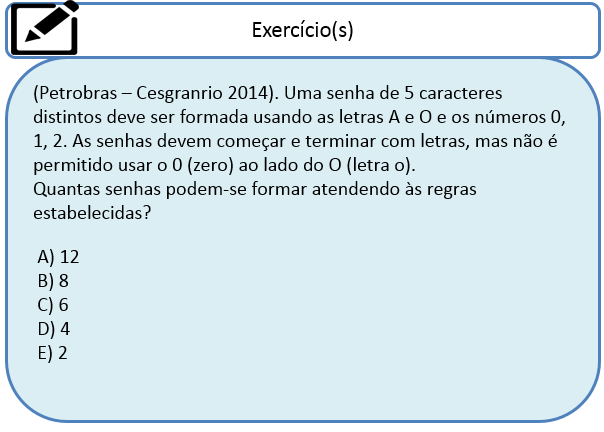 Exercício(s)
(Petrobras – Cesgranrio 2014). Uma senha de 5 caracteres
distintos deve ser formada usando as letras A e O e os números 0,
1, 2. As senhas devem começar e terminar com letras, mas não é
permitido usar o 0 (zero) ao lado do O (letra o).
Quantas senhas podem-se formar atendendo às regras
estabelecidas?
A) 12
B) 8
C) 6
D) 4
E) 2